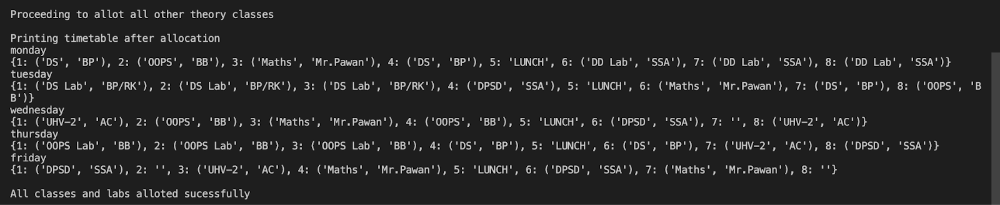 Proceeding to allot all other theory classes
Printing timetable after allocation
monday
{1: ('DS', 'BP'), 2: ('OOPS', 'BB'), 3: ('Maths', 'Mr.Pawan'), 4: ('DS', 'BP'), 5: 'LUNCH', 6: ('DD Lab', 'SSA'), 7: ('DD Lab', 'SSA'), 8: ('DD Lab', 'SSA')}
tuesday
{1: ('DS Lab', 'BP/RK'), 2: ('DS Lab', 'BP/RK'), 3: ('DS Lab', 'BP/RK'), 4: ('DPSD', 'SSA'), 5: 'LUNCH', 6: ('Maths', 'Mr.Pawan'), 7: ('DS', 'BP'), 8: ('OOPS', 'B
B')}
wednesday
{1: ('UHV-2', 'AC'), 2: ('OOPS', 'BB'), 3: ('Maths', 'Mr.Pawan'), 4: ('OOPS', 'BB'), 5: 'LUNCH', 6: ('DPSD', 'SSA'), 7: '', 8: ('UHV-2', 'AC')}
thursday
{1: ('OOPS Lab', 'BB'), 2: ('OOPS Lab', 'BB'), 3: ('OOPS Lab', 'BB'), 4: ('DS', 'BP'), 5: 'LUNCH', 6: ('DS', 'BP'), 7: ('UHV-2', 'AC'), 8: ('DPSD', 'SSA')}
friday
{1: ('DPSD', 'SSA'), 2: '', 3: ('UHV-2', 'AC'), 4: ('Maths', 'Mr.Pawan'), 5: 'LUNCH', 6: ('DPSD', 'SSA'), 7: ('Maths', 'Mr.Pawan'), 8: ''}
All classes and labs alloted sucessfully